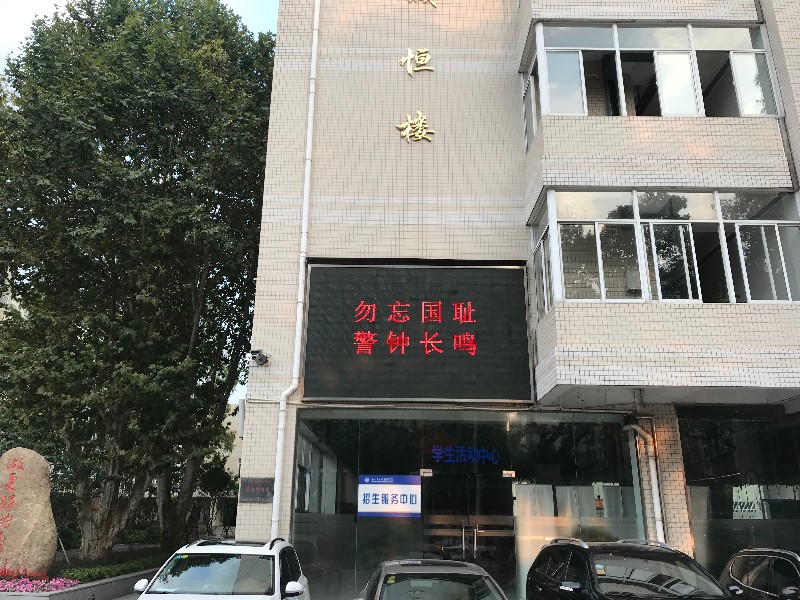 恒
楼
勿忘国耻
警钟长鸣
学生活动中心
招生服务中心